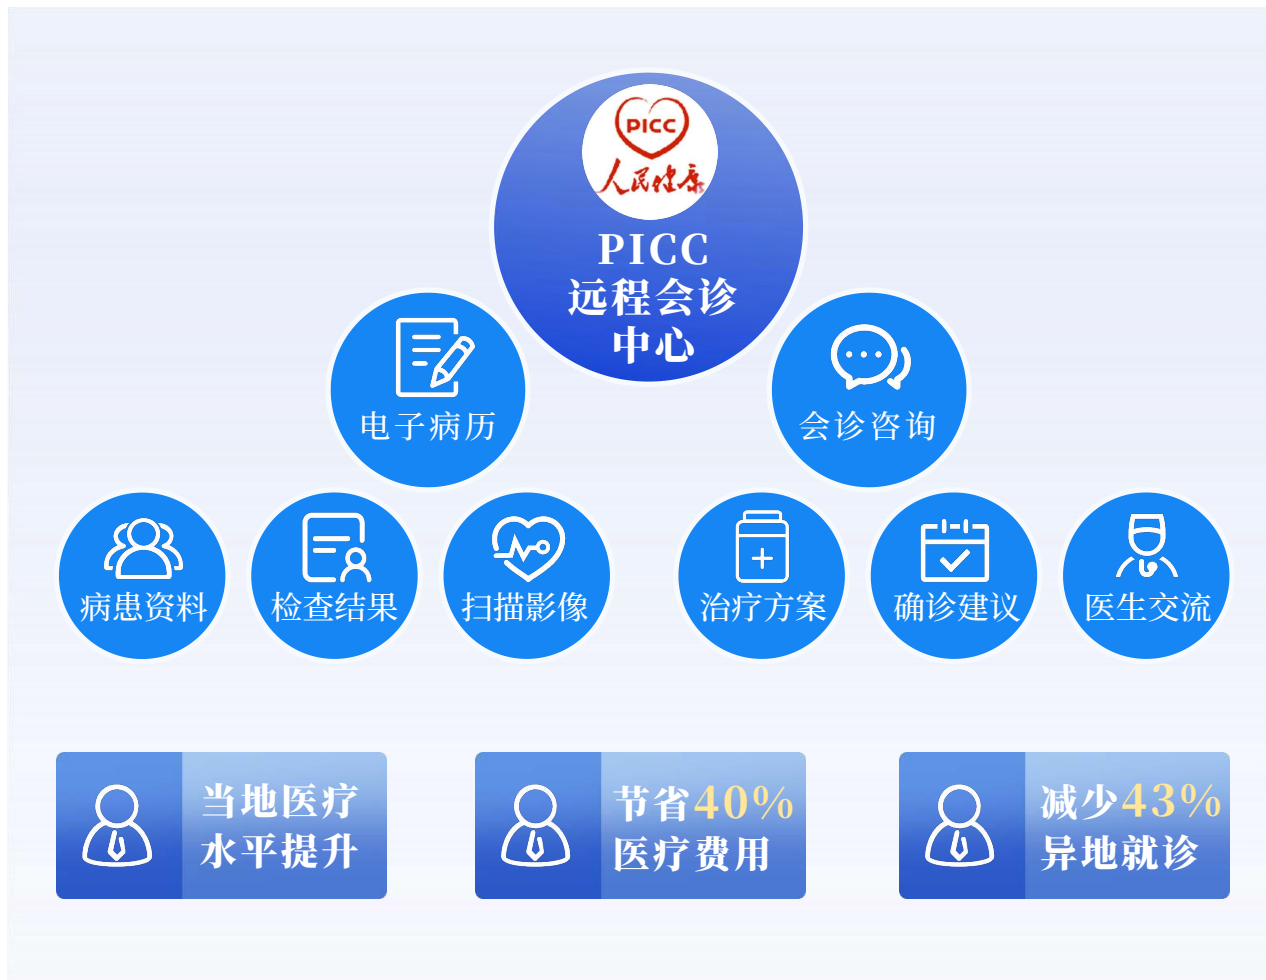 PICC
人民健康
PICC
远程会诊
中心
电子病历
会诊咨询
病患资料
检查结果
扫描影像
治疗方案
确诊建议
医生交流
当地医疗
水平提升
节省40%
医疗费用
减少43%
异地就诊